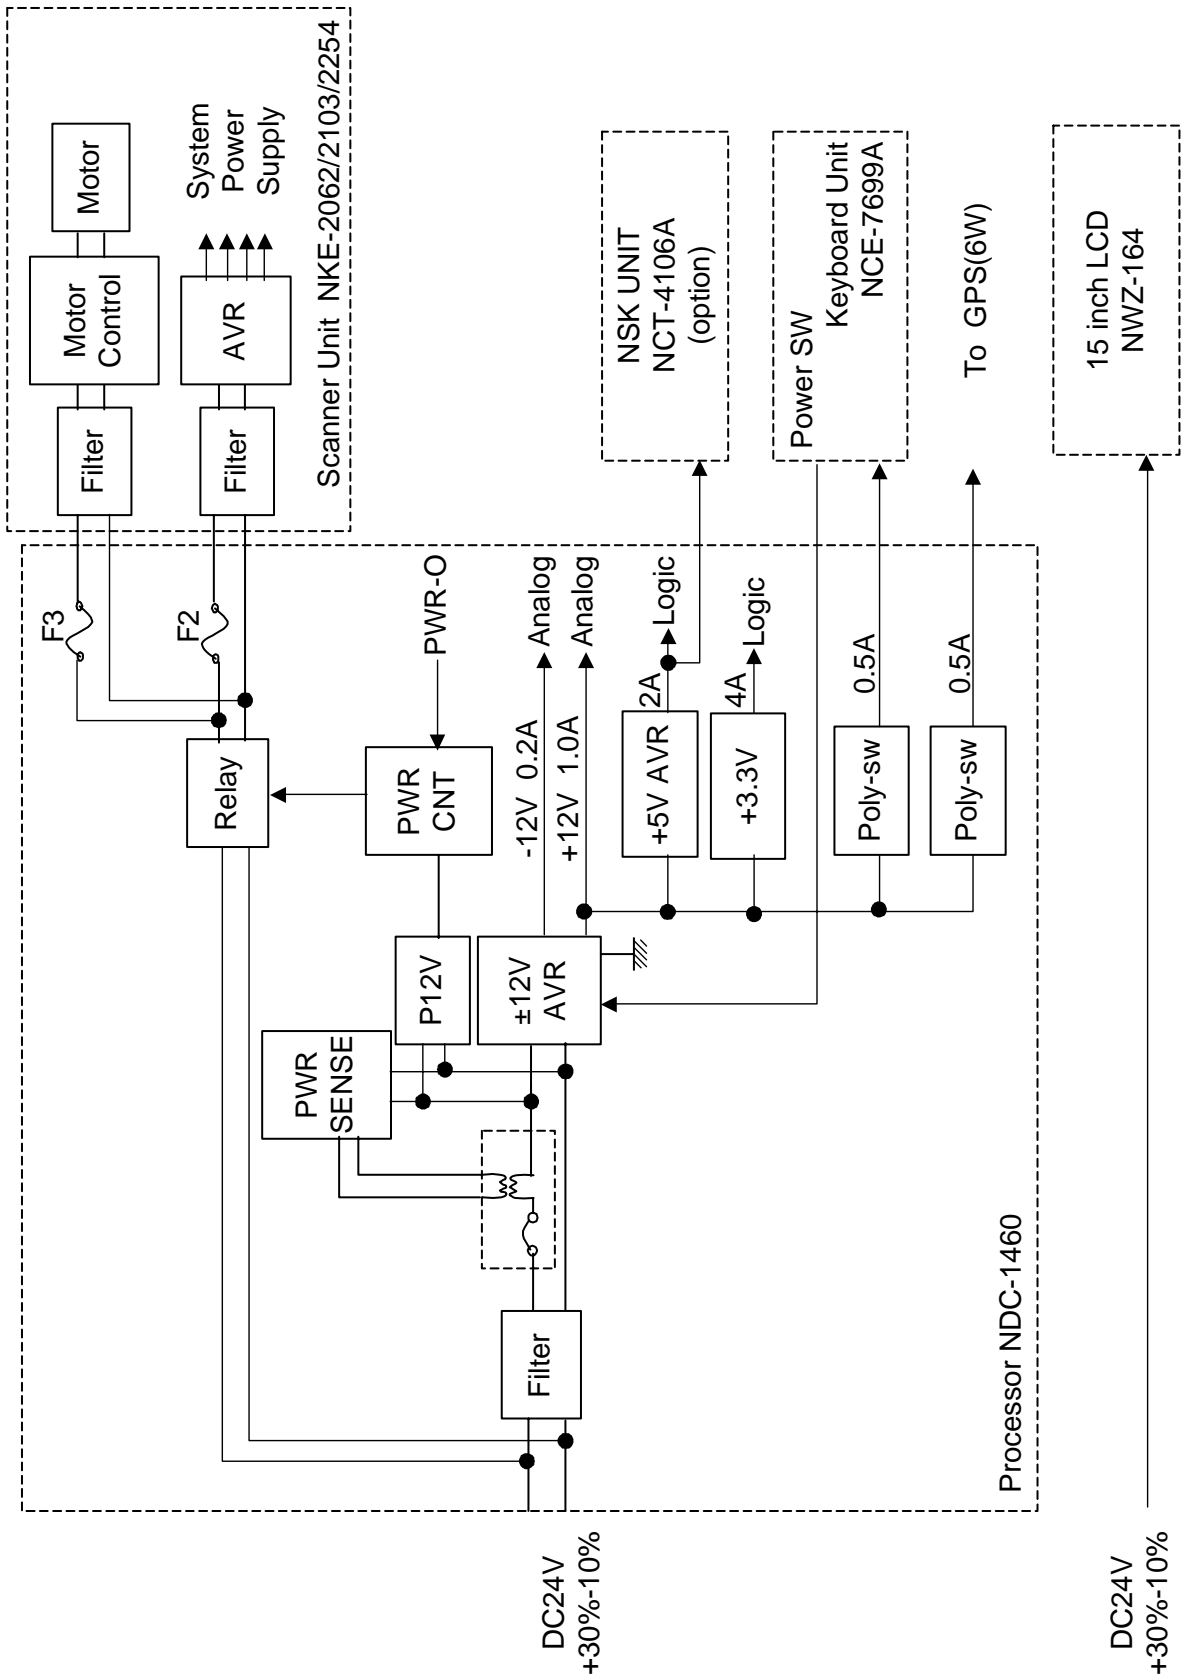 Motor
Motor
Control
Filter
System
Power
Supply
AVR
Filter
Scanner Unit NKE-2062/2103/2254
F3
F2
Relay
PWR-O
PWR
CNT
P12V
PWR
SENSE
±12V
AVR
-12V 0.2A
Analog
+12V 1.0A
Analog
+5V AVR
2A
Logic
+3.3V
4A
Logic
Poly-sw
0.5A
Poly-sw
0.5A
Filter
Processor NDC-1460
NSK UNIT
NCT-4106A
(option)
Power SW
Keyboard Unit
NCE-7699A
To GPS(6W)
15 inch LCD
NWZ-164
DC24V
+30%-10%
DC24V
+30%-10%